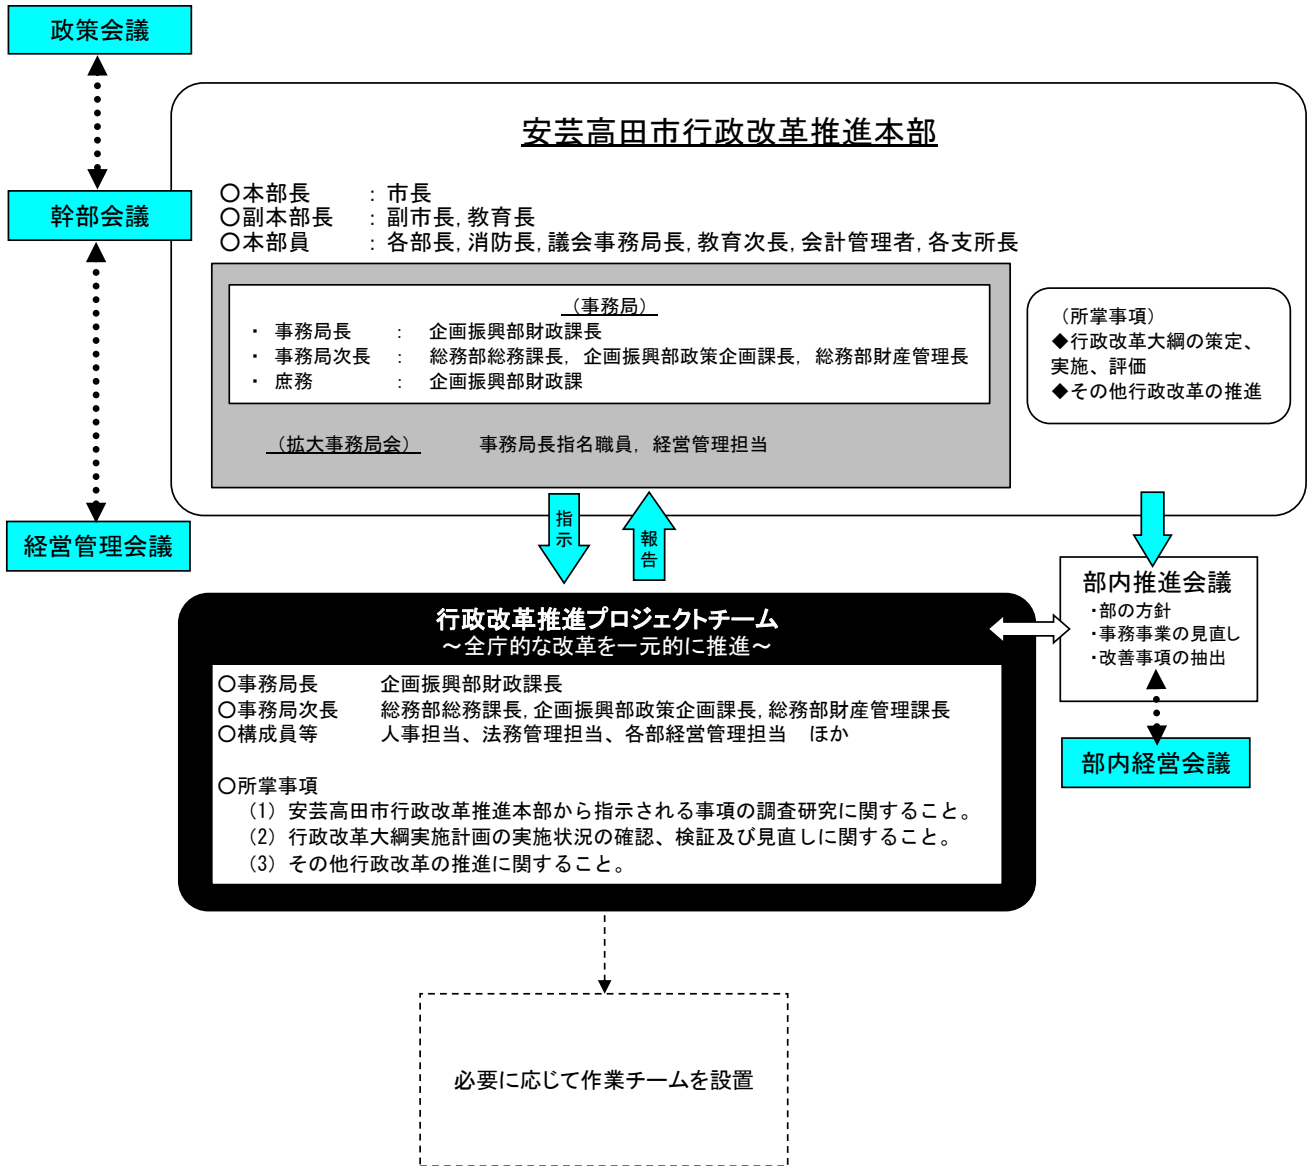 政策会議
安芸高田市行政改革推進本部
幹部会議
〇本部長　　：市長
〇副本部長　：副市長,教育長
〇本部員　　：各部長,消防長,議会事務局長,教育次長,会計管理者,各支所長
（事務局）
・ 事務局長　　：　企画振興部財政課長
・ 事務局次長　：　総務部総務課長, 企画振興部政策企画課長, 総務部財産管理長
・ 庶務　　　　：　企画振興部財政課
（拡大事務局会）　　事務局長指名職員, 経営管理担当
（所掌事項）
◆行政改革大綱の策定、
実施、評価
◆その他行政改革の推進
経営管理会議
指示
報告
部内推進会議
・部の方針
・事務事業の見直し
・改善事項の抽出
部内経営会議
行政改革推進プロジェクトチーム
～全庁的な改革を一元的に推進～
〇事務局長　　企画振興部財政課長
〇事務局次長　総務部総務課長,企画振興部政策企画課長,総務部財産管理課長
〇構成員等　　人事担当、法務管理担当、各部経営管理担当　ほか
〇所掌事項
（1）安芸高田市行政改革推進本部から指示される事項の調査研究に関すること。
（2）行政改革大綱実施計画の実施状況の確認、検証及び見直しに関すること。
（3）その他行政改革の推進に関すること。
必要に応じて作業チームを設置